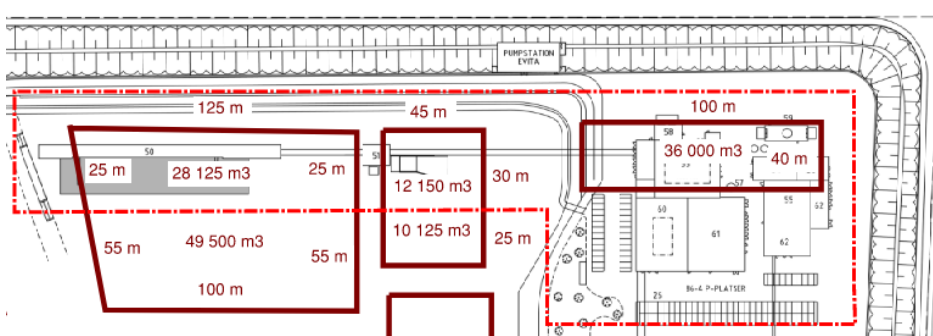 PUMPSTATION
EVITA
125 m
45 m
100 m
59
58
50
51
36 000 m3
40 m
25 m
28 125 m3
25 m
12 150 m3
30 m
57
55
62
60
61
10 125 m3
25 m
55 m
49 500 m3
55 m
62
100 m
86-4 P-PLATSER
25